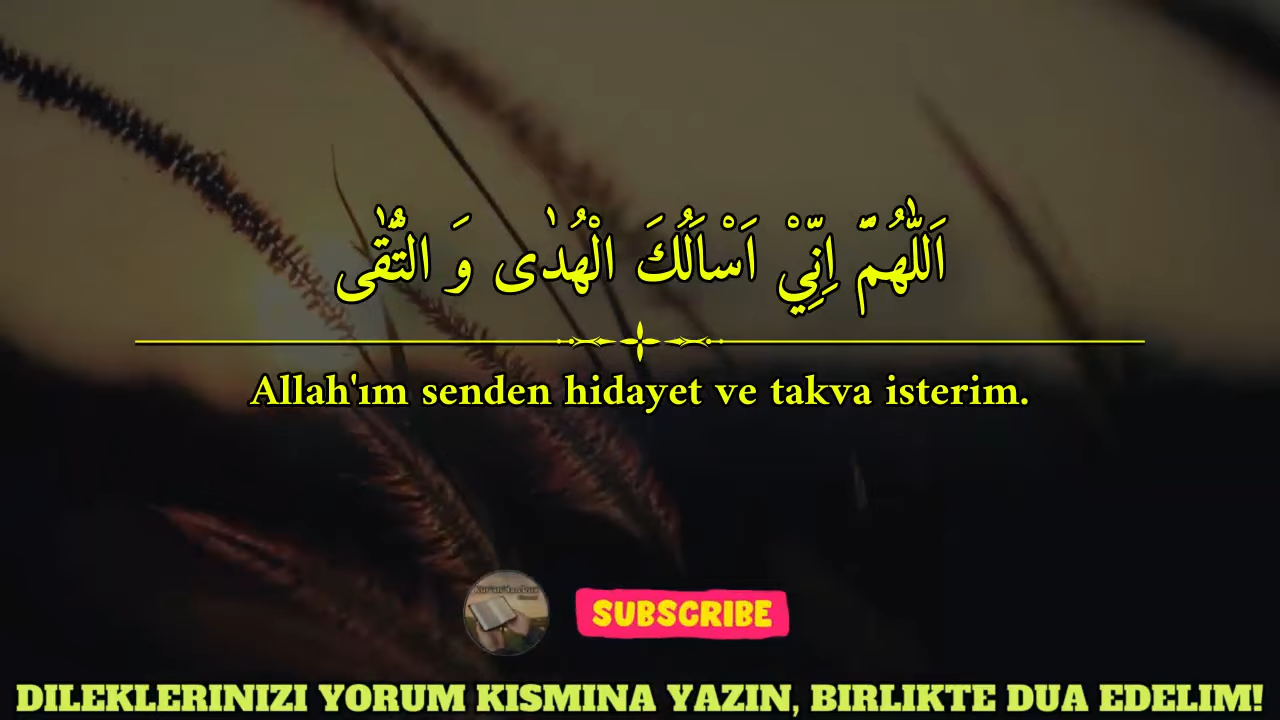 اَللّٰهُمَّ اِنِّيْ اَسْاَلُكَ الْهُدٰى وَ التُّقٰى
Allah'ım senden hidayet ve takva isterim.
SUBSCRIBE
DILEKLERINIZI YORUM KISMINA YAZIN, BIRLIKTE DUA EDELIM!